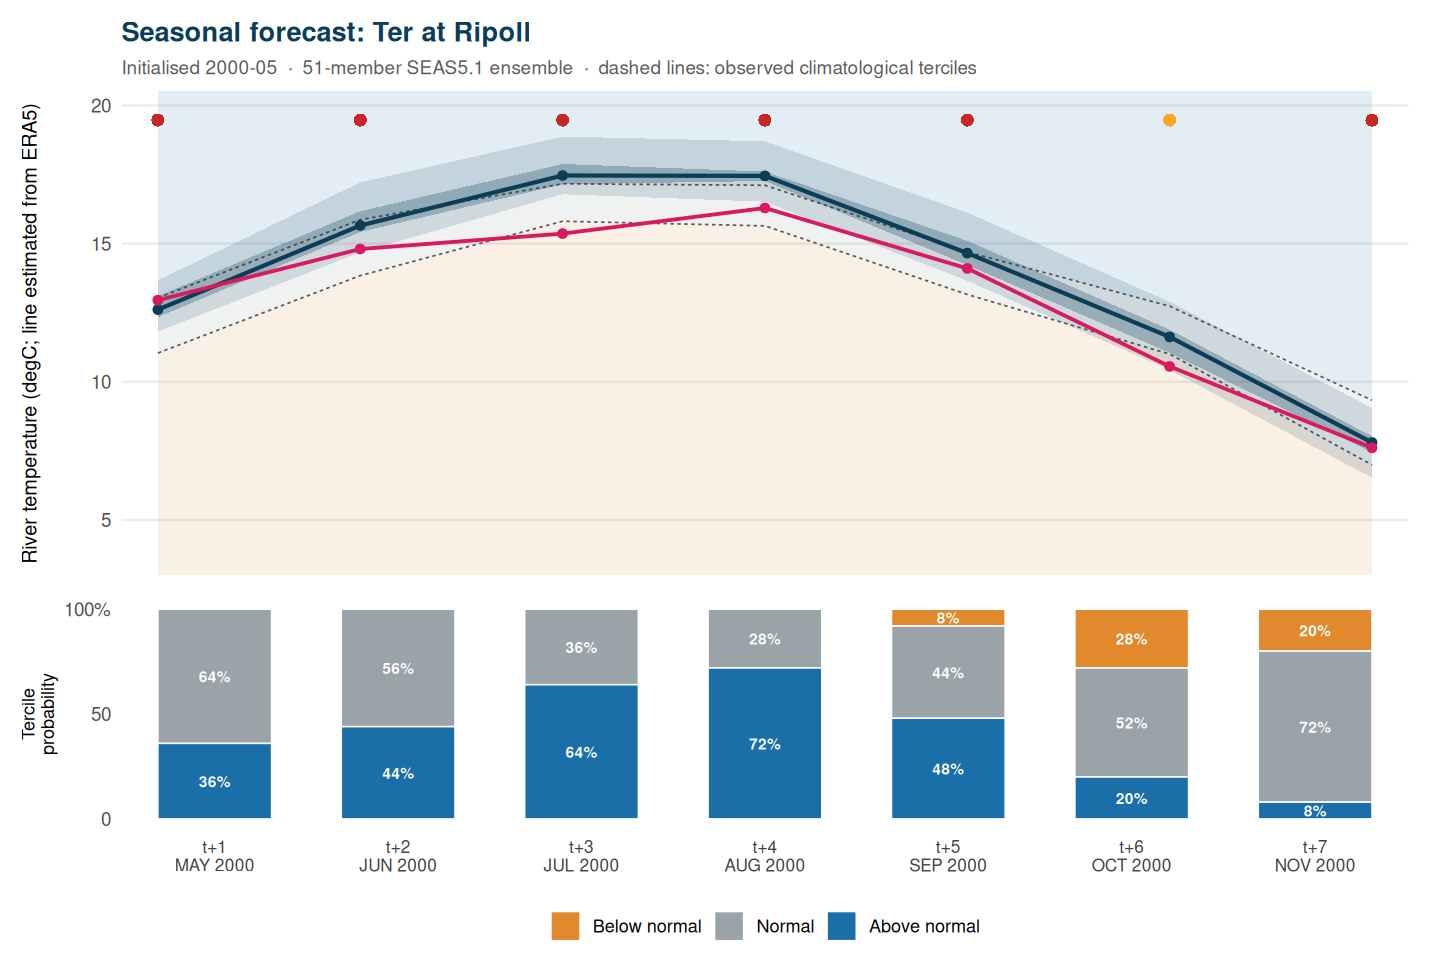 Seasonal forecast: Ter at Ripoll
Initialised 2000-05 · 51-member SEAS5.1 ensemble · dashed lines: observed climatological terciles
River temperature (degC; line estimated from ERA5)
20
15
10
5
Tercile
probability
100%
50
0
64%
36%
56%
44%
36%
64%
28%
72%
8%
44%
48%
28%
52%
20%
20%
72%
8%
t+1
MAY 2000
t+2
JUN 2000
t+3
JUL 2000
t+4
AUG 2000
t+5
SEP 2000
t+6
OCT 2000
t+7
NOV 2000
Below normal
Normal
Above normal